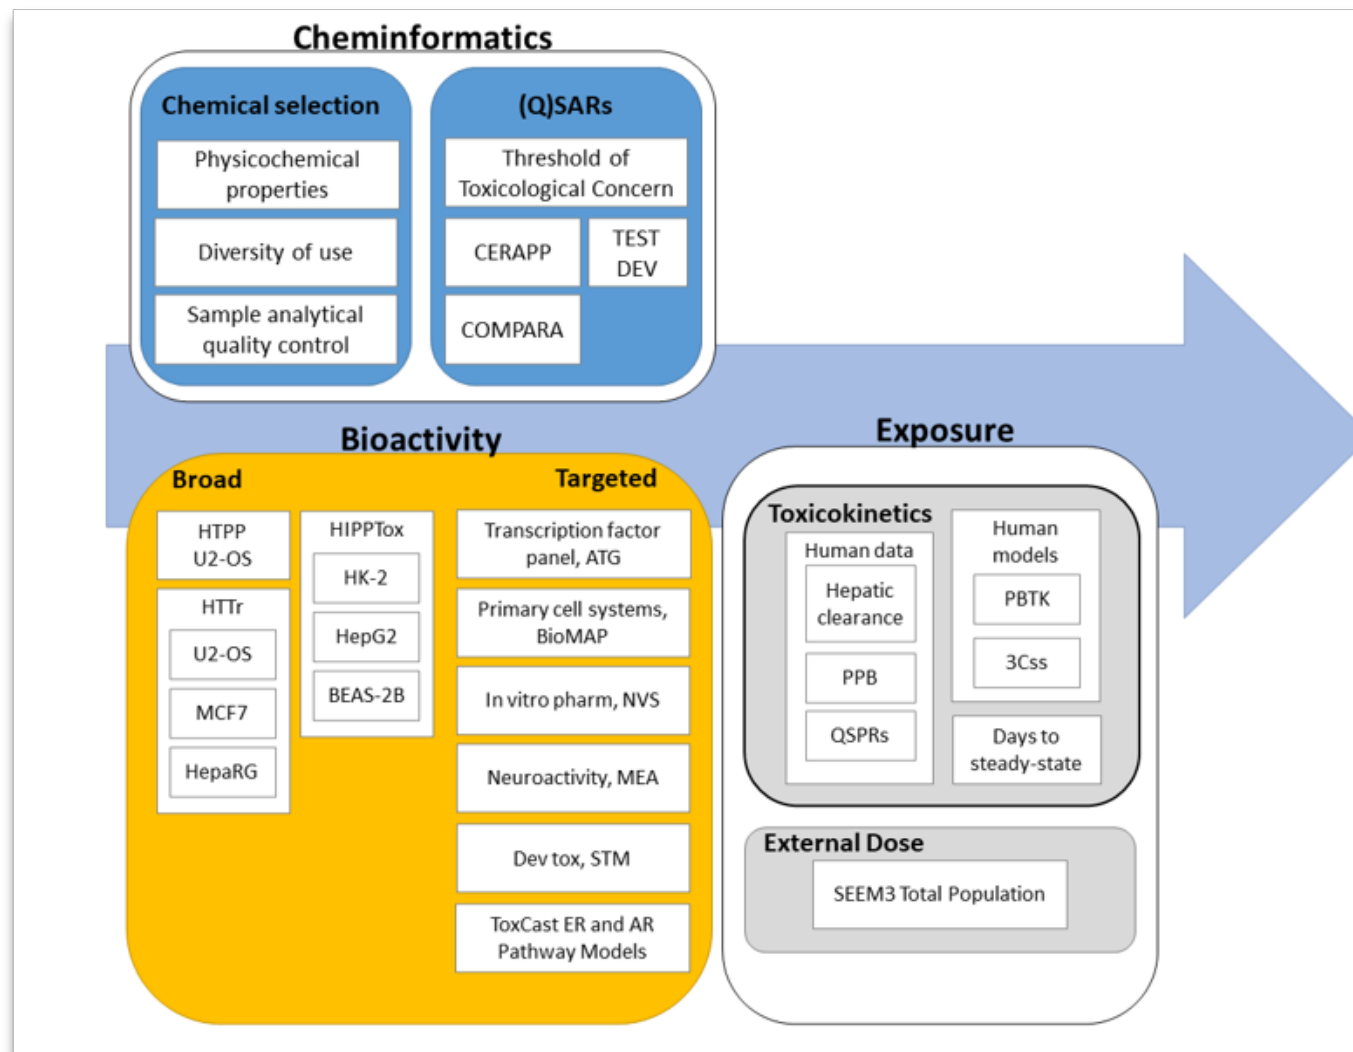 Cheminformatics
Chemical selection
Physicochemical
properties
Diversity of use
Sample analytical
quality control
(Q)SARs
Threshold of
Toxicological Concern
CERAPP
TEST
DEV
COMPARA
Bioactivity
Broad
HTPP
U2-OS
HTTr
U2-OS
MCF7
HepaRG
HIPPTox
HK-2
HepG2
BEAS-2B
Targeted
Transcription factor
panel, ATG
Primary cell systems,
BioMAP
In vitro pharm, NVS
Neuroactivity, MEA
Dev tox, STM
ToxCast ER and AR
Pathway Models
Exposure
Toxicokinetics
Human data
Hepatic
clearance
PPB
QSPRs
Human
models
PBTK
3Css
Days to
steady-state
External Dose
SEEM3 Total Population